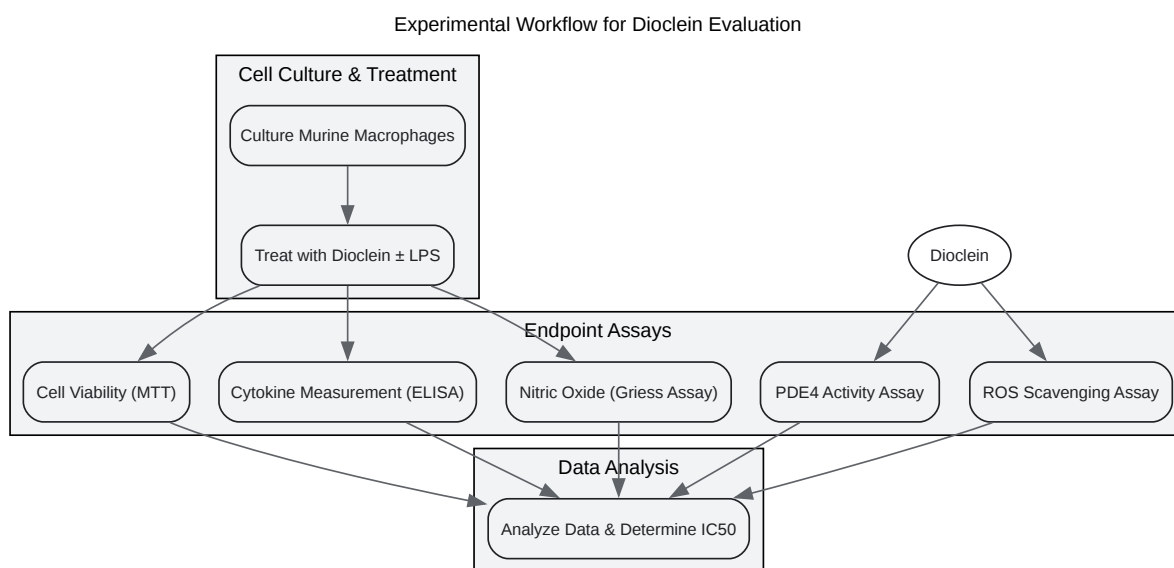 Experimental Workflow for Dioclein Evaluation
Cell Culture & Treatment
Culture Murine Macrophages
Treat with Dioclein ± LPS
Dioclein
Endpoint Assays
Cell Viability (MTT)
Cytokine Measurement (ELISA)
Nitric Oxide (Griess Assay)
PDE4 Activity Assay
ROS Scavenging Assay
Data Analysis
Analyze Data & Determine IC50